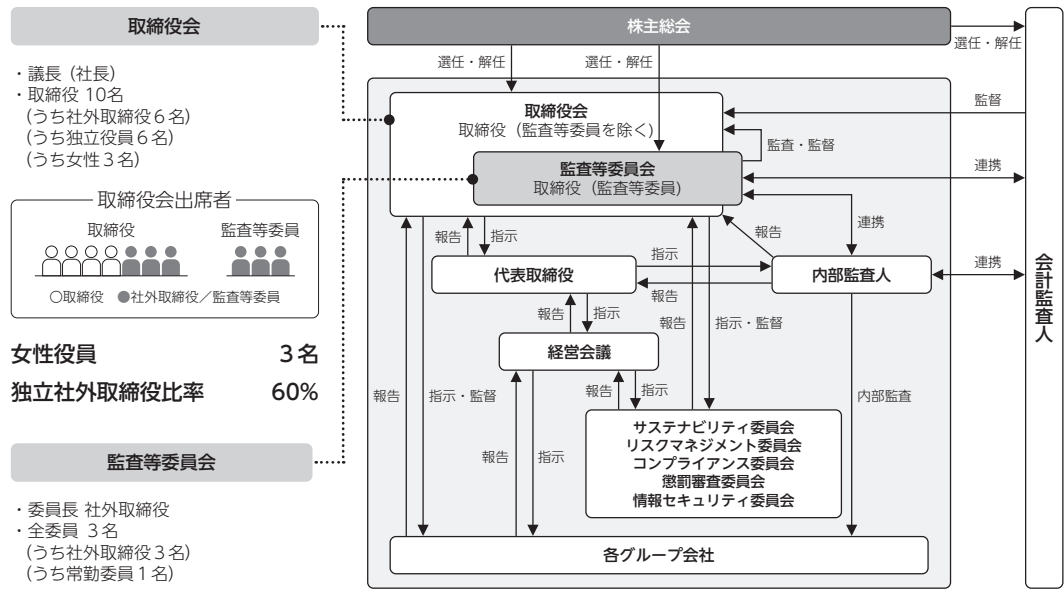 取締役会
・議長（社長）
・取締役 10名
（うち社外取締役６名）
（うち独立役員６名）
（うち女性３名）
取締役会出席者
取締役
監査等委員
○取締役 ●社外取締役／監査等委員
女性役員 ３名
独立社外取締役比率 60%
監査等委員会
・委員長 社外取締役
・全委員 ３名
（うち社外取締役３名）
（うち常勤委員１名）
株主総会
選任・解任
選任・解任
選任・解任
取締役会
取締役（監査等委員を除く）
監督
監査・監督
監査等委員会
取締役（監査等委員）
連携
連携
報告
指示
報告
代表取締役
指示
報告
内部監査人
連携
会計監査人
報告
指示
報告
指示・監督
経営会議
報告
指示・監督
報告
指示
内部監査
サステナビリティ委員会
リスクマネジメント委員会
コンプライアンス委員会
懲罰審査委員会
情報セキュリティ委員会
報告
指示
各グループ会社